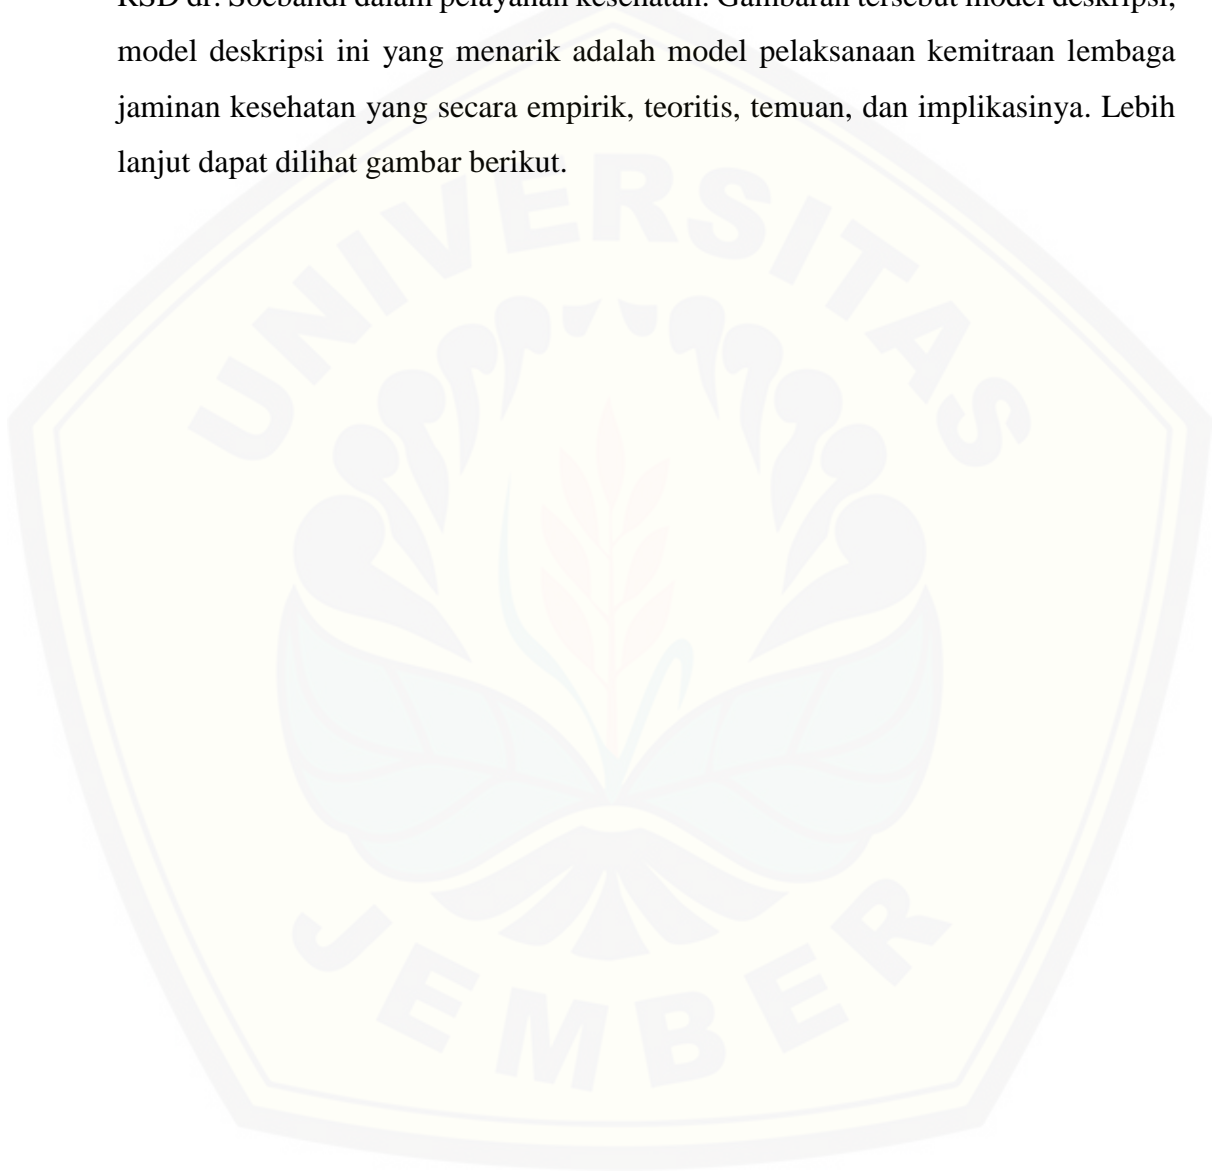 RSD dr. Soebandi dalam pelayanan kesehatan. Gambaran tersebut model deskripsi,
model deskripsi ini yang menarik adalah model pelaksanaan kemitraan lembaga
jaminan kesehatan yang secara empirik, teoritis, temuan, dan implikasinya. Lebih
lanjut dapat dilihat gambar berikut.
UNIVERSITAS
JEMBER